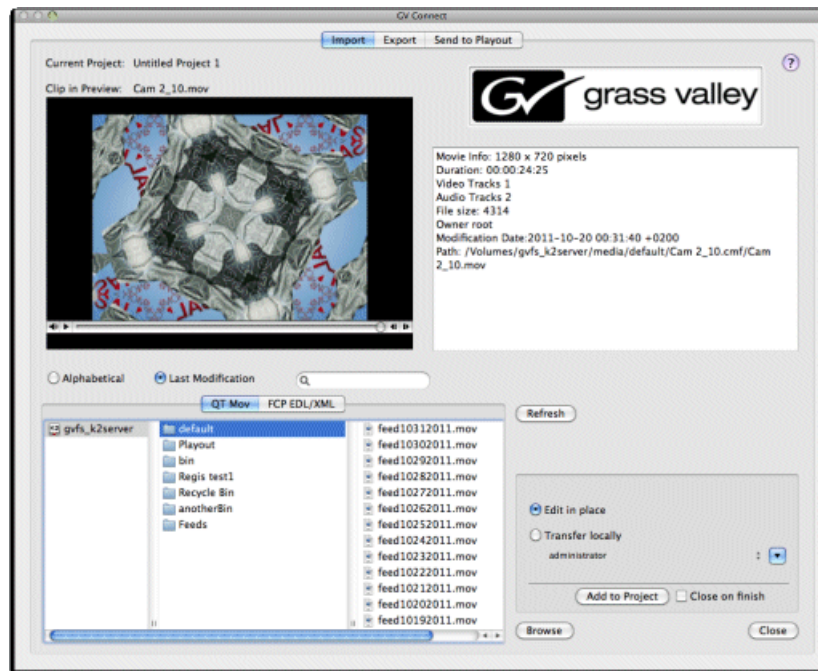 GV Connect
Import Export Send to Playout
Current Project: Untitled Project 1
?
Clip in Preview: Cam 2_10.mov
GV grass valley
Movie Info: 1280 x 720 pixels
Duration: 00:00:24:25
Video Tracks 1
Audio Tracks 2
File size: 4314
Owner root
Modification Date:2011-10-20 00:31:40 +0200
Path: /Volumes/gvfs_k2server/media/default/Cam 2_10.cmf/Cam
2_10.mov
Alphabetical Last Modification
QT Mov FCP EDL/XML
Refresh
gvfs_k2server
default
Playout
bin
Regis test1
Recycle Bin
anotherBin
Feeds
feed10312011.mov
feed10302011.mov
feed10292011.mov
feed10282011.mov
feed10272011.mov
feed10262011.mov
feed10252011.mov
feed10242011.mov
feed10232011.mov
feed10222011.mov
feed10212011.mov
feed10202011.mov
feed10192011.mov
Edit in place
Transfer locally
administrator
Add to Project Close on finish
Browse Close